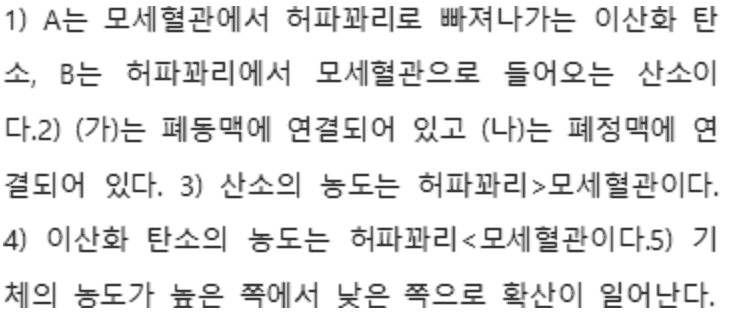 1) A는 모세혈관에서 허파꽈리로 빠져나가는 이산화 탄
소, B는 허파꽈리에서 모세혈관으로 들어오는 산소이
다.2) (가)는 폐동맥에 연결되어 있고 (나)는 폐정맥에 연
결되어 있다. 3) 산소의 농도는 허파꽈리>모세혈관이다.
4) 이산화 탄소의 농도는 허파꽈리<모세혈관이다.5) 기
체의 농도가 높은 쪽에서 낮은 쪽으로 확산이 일어난다.